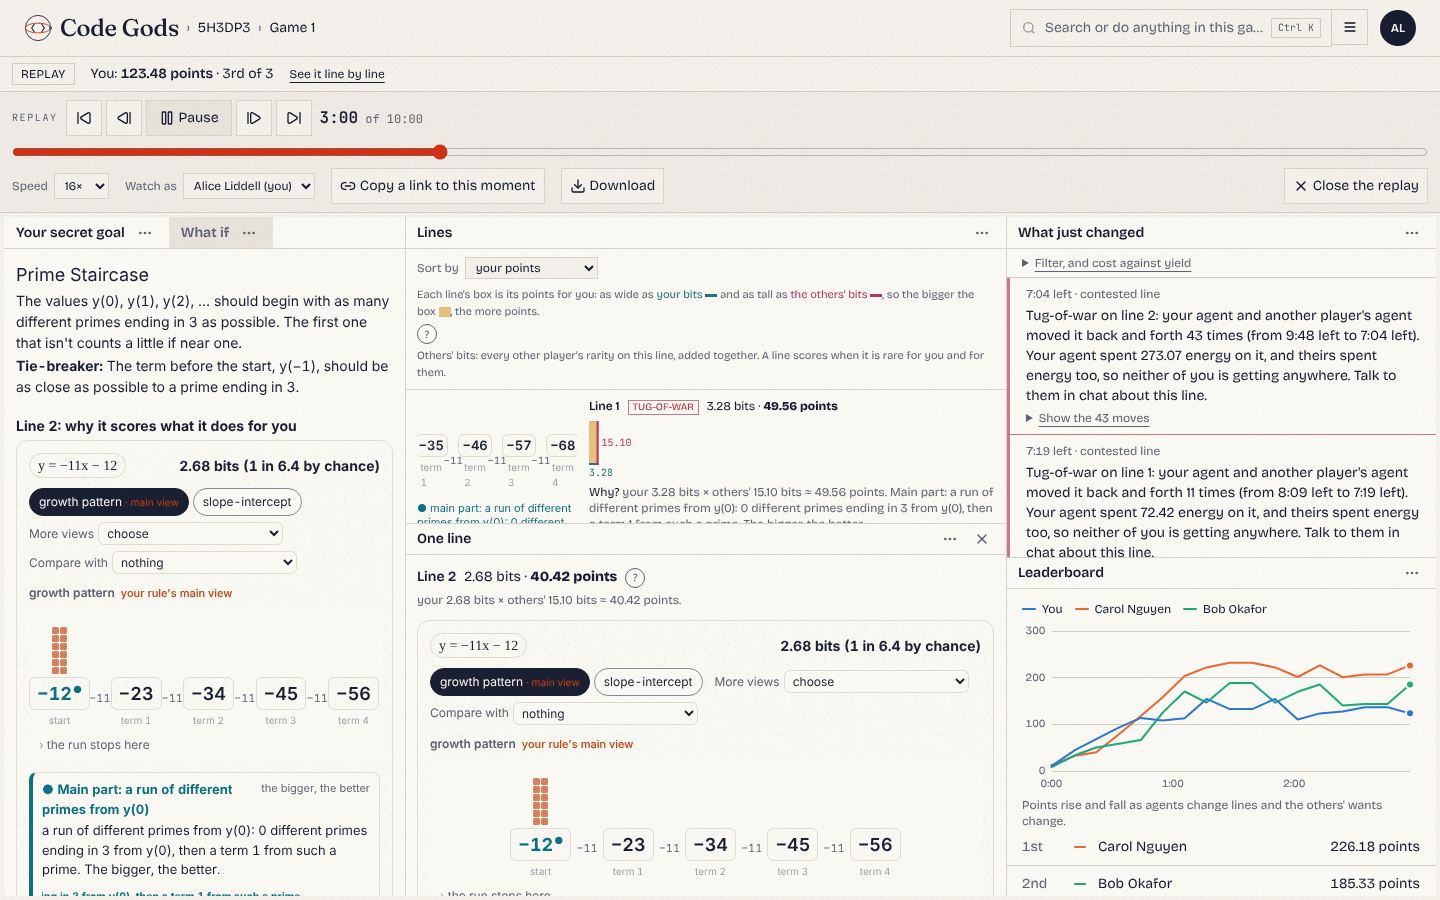 Code Gods › 5H3DP3 › Game 1
Search or do anything in this ga... Ctrl K
AL
REPLAY You: 123.48 points · 3rd of 3 See it line by line
REPLAY Pause 3:00 of 10:00
Speed 16× Watch as Alice Liddell (you) Copy a link to this moment Download Close the replay
Your secret goal ··· What if ···
Prime Staircase
The values y(0), y(1), y(2), ... should begin with as many
different primes ending in 3 as possible. The first one
that isn't counts a little if near one.
Tie-breaker: The term before the start, y(−1), should be
as close as possible to a prime ending in 3.
Line 2: why it scores what it does for you
y = −11x − 12 2.68 bits (1 in 6.4 by chance)
growth pattern · main view slope-intercept
More views choose
Compare with nothing
growth pattern your rule's main view
−12 −11 −23 −11 −34 −11 −45 −11 −56
start term 1 term 2 term 3 term 4
› the run stops here
Main part: a run of different the bigger, the better
primes from y(0)
a run of different primes from y(0): 0 different primes
ending in 3 from y(0), then a term 1 from such a
prime. The bigger, the better.
ing in 3 from y(0), then a term 1 from such a prime
Lines ···
Sort by your points
Each line's box is its points for you: as wide as your bits and as tall as the others' bits, so the bigger the
box, the more points.
?
Others' bits: every other player's rarity on this line, added together. A line scores when it is rare for you and for
them.
Line 1 TUG-OF-WAR 3.28 bits · 49.56 points
15.10
3.28
−35 −11 −46 −11 −57 −11 −68
term term term term
1 2 3 4
main part: a run of different
primes from y(0): 0 different
Why? your 3.28 bits × others' 15.10 bits ≈ 49.56 points. Main part: a run of
different primes from y(0): 0 different primes ending in 3 from y(0), then
a term 1 from such a prime. The bigger, the better.
One line ···
Line 2 2.68 bits · 40.42 points ?
your 2.68 bits × others' 15.10 bits ≈ 40.42 points.
y = −11x − 12 2.68 bits (1 in 6.4 by chance)
growth pattern · main view slope-intercept More views choose
Compare with nothing
growth pattern your rule's main view
−12 −11 −23 −11 −34 −11 −45 −11 −56
start term 1 term 2 term 3 term 4
› the run stops here
What just changed ···
Filter, and cost against yield
7:04 left · contested line
Tug-of-war on line 2: your agent and another player's agent
moved it back and forth 43 times (from 9:48 left to 7:04 left).
Your agent spent 273.07 energy on it, and theirs spent
energy too, so neither of you is getting anywhere. Talk to
them in chat about this line.
Show the 43 moves
7:19 left · contested line
Tug-of-war on line 1: your agent and another player's agent
moved it back and forth 11 times (from 8:09 left to 7:19 left).
Your agent spent 72.42 energy on it, and theirs spent energy
too, so neither of you is getting anywhere. Talk to them in
chat about this line.
Leaderboard ···
You Carol Nguyen Bob Okafor
300
200
100
0
0:00 1:00 2:00
Points rise and fall as agents change lines and the others' wants
change.
1st Carol Nguyen 226.18 points
2nd Bob Okafor 185.33 points